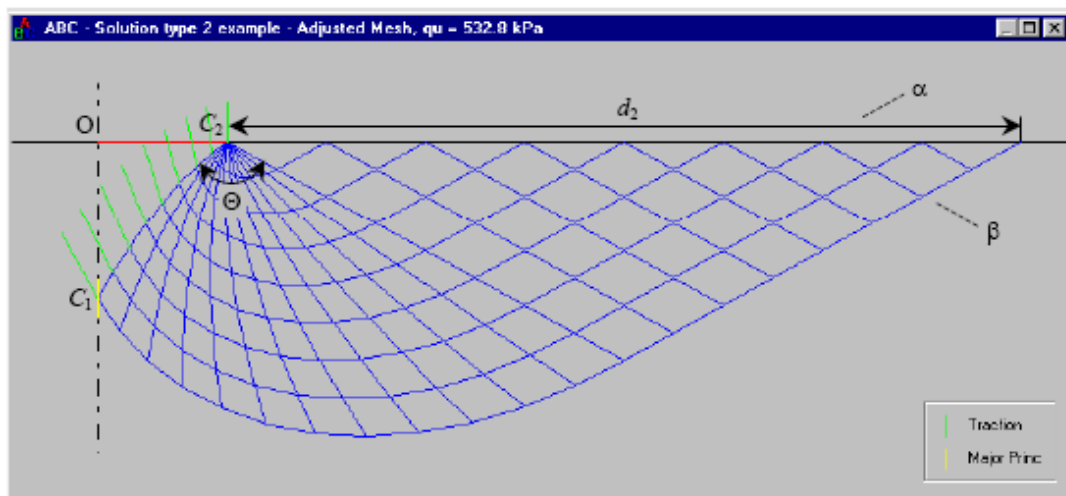 ABC - Solution type 2 example - Adjusted Mesh, qu = 532.8 kPa
O
C₂
d₂
α
Θ
β
C₁
Traction
Major Princ